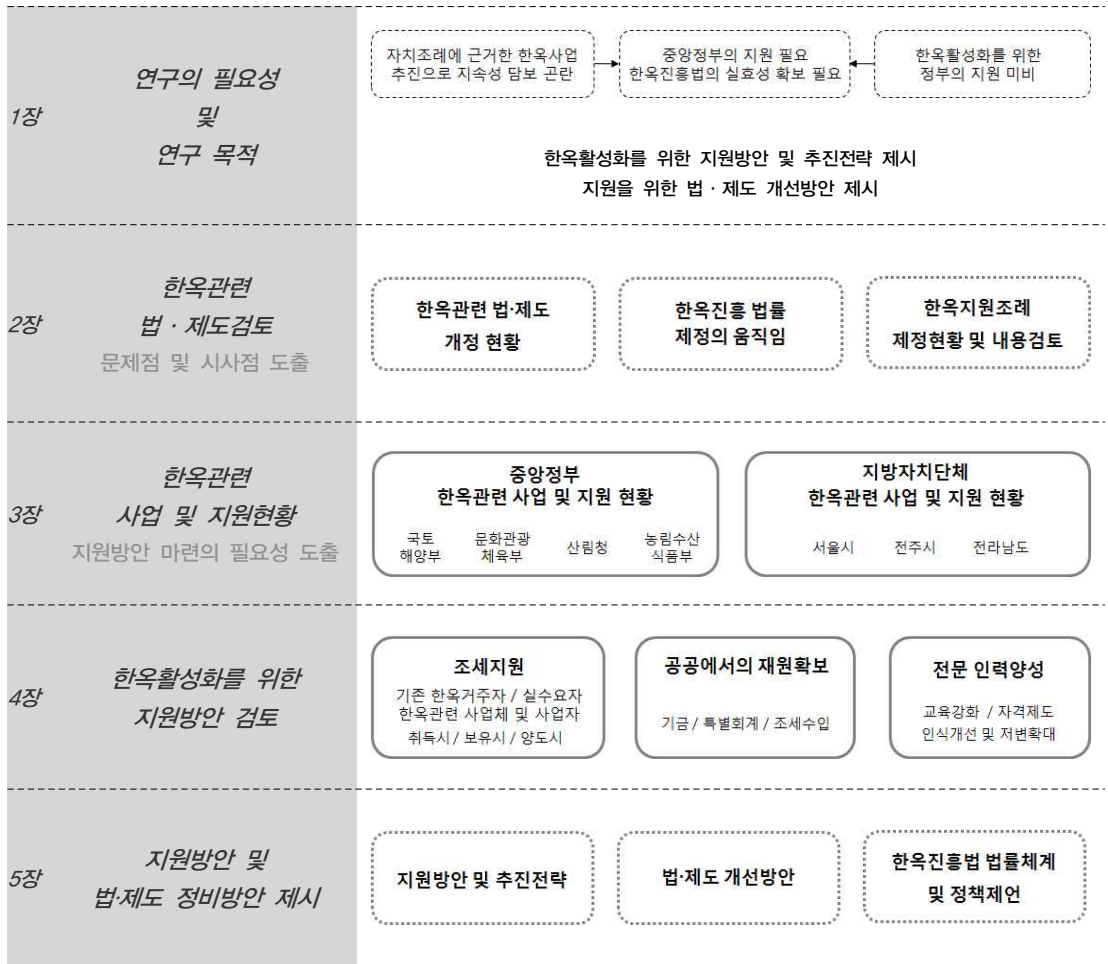 1장
연구의 필요성
및
연구 목적
자치조례에 근거한 한옥사업
추진으로 지속성 담보 곤란
중앙정부의 지원 필요
한옥진흥법의 실효성 확보 필요
한옥활성화를 위한
정부의 지원 미비
한옥활성화를 위한 지원방안 및 추진전략 제시
지원을 위한 법·제도 개선방안 제시
2장
한옥관련
법·제도검토
문제점 및 시사점 도출
한옥관련 법·제도
개정 현황
한옥진흥 법률
제정의 움직임
한옥지원조례
제정현황 및 내용검토
3장
한옥관련
사업 및 지원현황
지원방안 마련의 필요성 도출
중앙정부
한옥관련 사업 및 지원 현황
국토
해양부
문화관광
체육부
산림청
농림수산
식품부
지방자치단체
한옥관련 사업 및 지원 현황
서울시
전주시
전라남도
4장
한옥활성화를 위한
지원방안 검토
조세지원
기존 한옥거주자 / 실수요자
한옥관련 사업체 및 사업자
취득시 / 보유시 / 양도시
공공에서의 재원확보
기금 / 특별회계 / 조세수입
전문 인력양성
교육강화 / 자격제도
인식개선 및 저변확대
5장
지원방안 및
법·제도 정비방안 제시
지원방안 및 추진전략
법·제도 개선방안
한옥진흥법 법률체계
및 정책제언